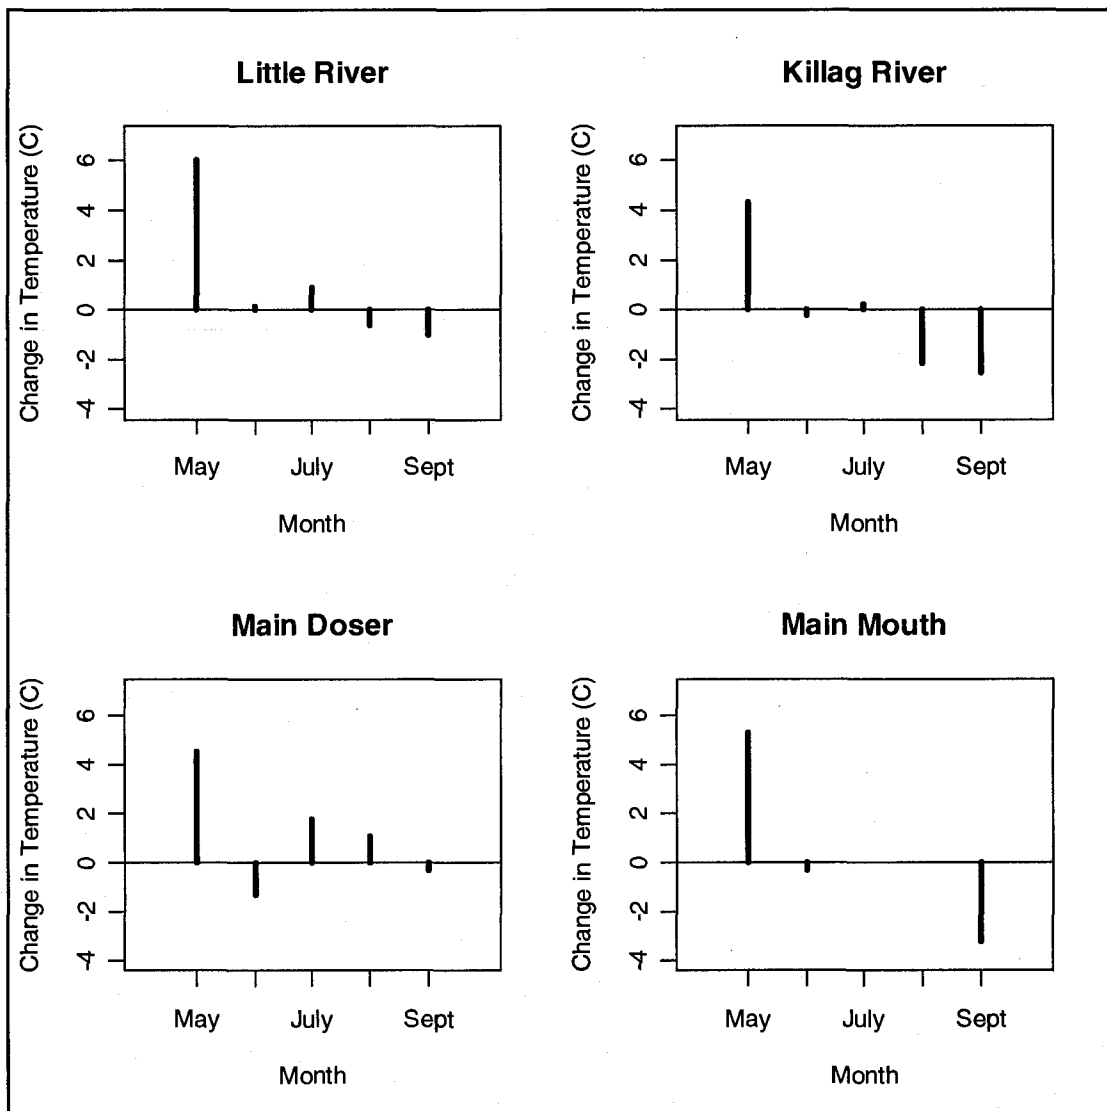 Little River
Change in Temperature (C)
6
4
2
0
-2
-4
May July Sept
Month
Killag River
Change in Temperature (C)
6
4
2
0
-2
-4
May July Sept
Month
Main Doser
Change in Temperature (C)
6
4
2
0
-2
-4
May July Sept
Month
Main Mouth
Change in Temperature (C)
6
4
2
0
-2
-4
May July Sept
Month